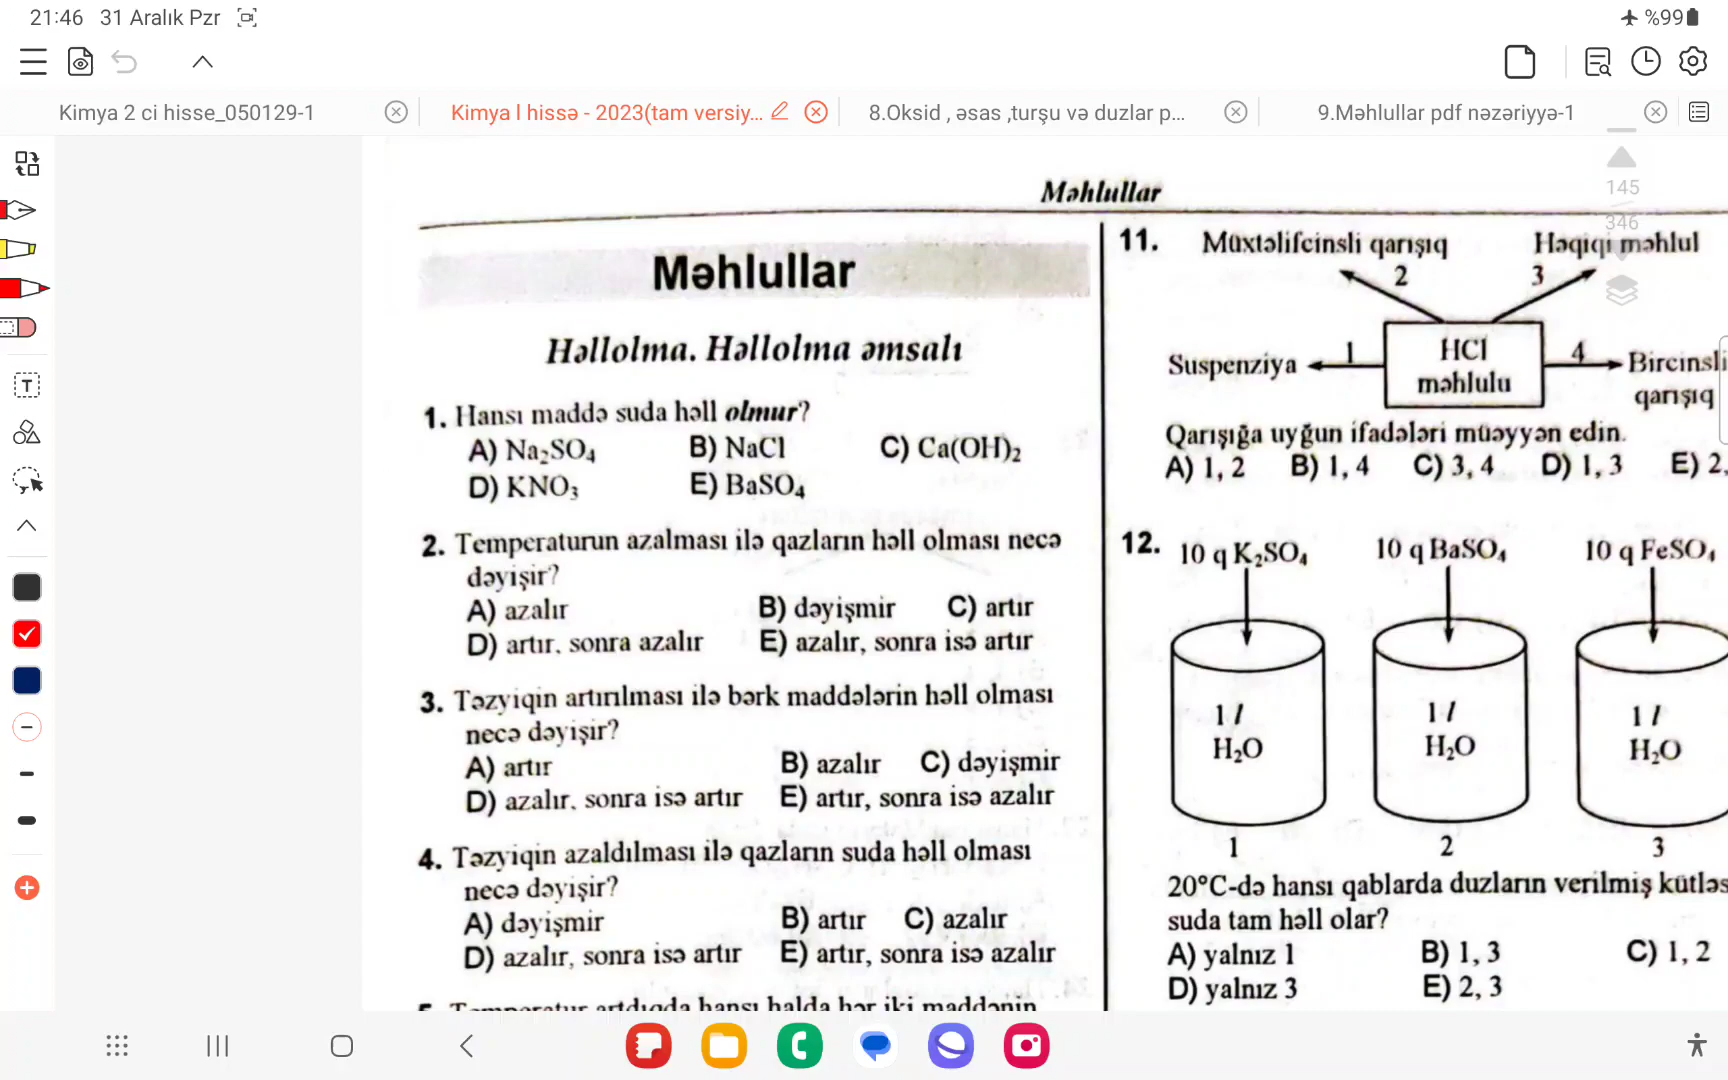 21:46 31 Aralık Pzr
%99
Kimya 2 ci hisse_050129-1
Kimya l hissə - 2023(tam versiy...
8.Oksid , əsas ,turşu və duzlar p...
9.Məhlullar pdf nəzəriyyə-1
145
346
Məhlullar
Məhlullar
Həllolma. Həllolma əmsalı
1. Hansı maddə suda həll olmur?
A) Na₂SO₄ B) NaCl C) Ca(OH)₂
D) KNO₃ E) BaSO₄
2. Temperaturun azalması ilə qazların həll olması necə
dəyişir?
A) azalır B) dəyişmir C) artır
D) artır, sonra azalır E) azalır, sonra isə artır
3. Təzyiqin artırılması ilə bərk maddələrin həll olması
necə dəyişir?
A) artır B) azalır C) dəyişmir
D) azalır, sonra isə artır E) artır, sonra isə azalır
4. Təzyiqin azaldılması ilə qazların suda həll olması
necə dəyişir?
A) dəyişmir B) artır C) azalır
D) azalır, sonra isə artır E) artır, sonra isə azalır
Temperatur artdıqda hansı halda hər iki maddənin
11. Müxtəlifcinsli qarışıq Həqiqi məhlul
2 3
Suspenziya 1 HCl məhlulu 4 Bircinsli
qarışıq
Qarışığa uyğun ifadələri müəyyən edin.
A) 1, 2 B) 1, 4 C) 3, 4 D) 1, 3 E) 2,
12. 10 q K₂SO₄ 10 q BaSO₄ 10 q FeSO₄
1 l 1 l 1 l
H₂O H₂O H₂O
1 2 3
20°C-də hansı qablarda duzların verilmiş kütləs
suda tam həll olar?
A) yalnız 1 B) 1, 3 C) 1, 2
D) yalnız 3 E) 2, 3
T